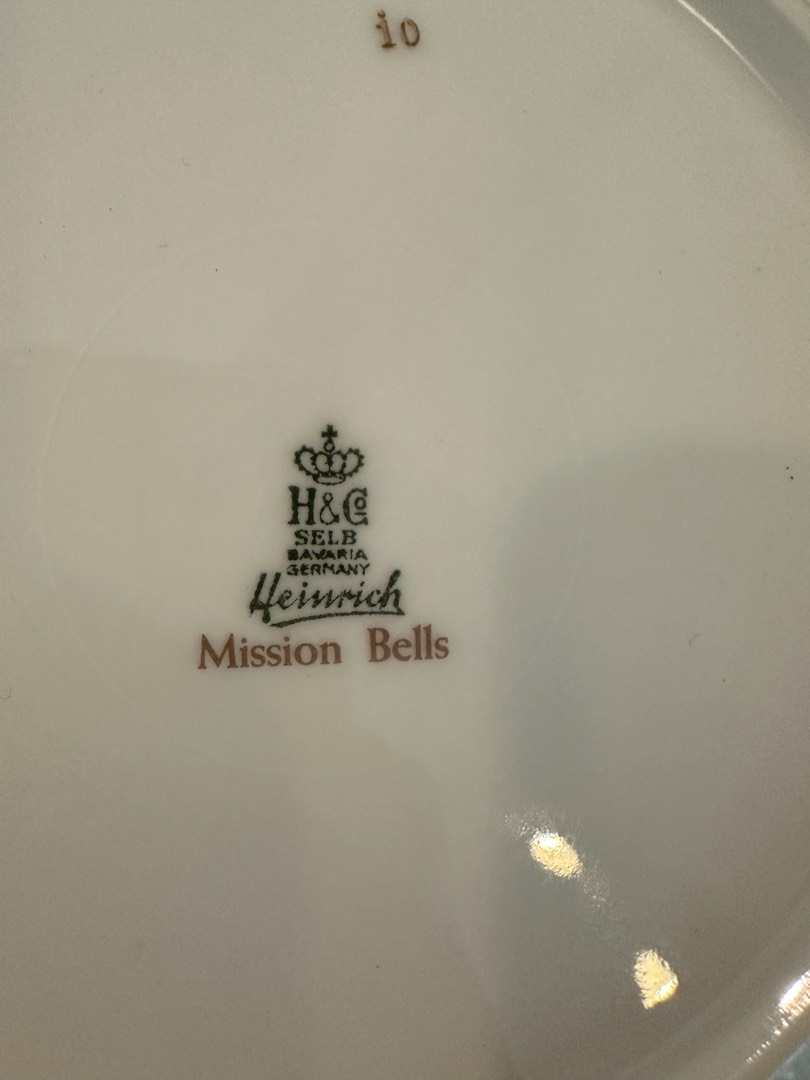 io
H&Co
SELB
BAVARIA
GERMANY
Heinrich
Mission Bells